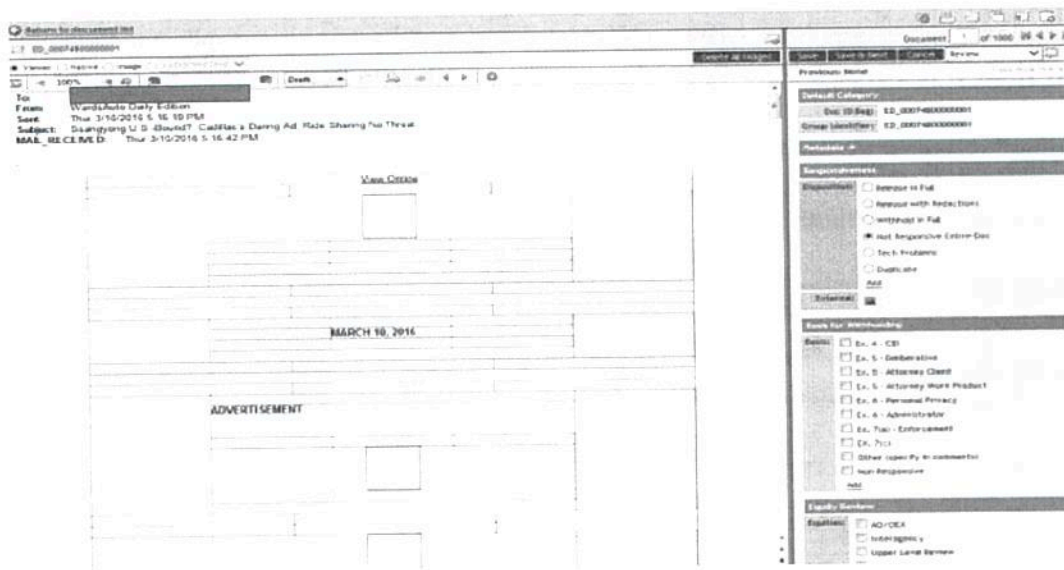 Return to document list
ED_00074800000001
Document 1 of 1000
Viewer Native Image
Delete All Images
Save Save & Next Cancel Review
100%
Draft
Previous: None
To:
From: WardsAuto Daily Edition
Sent: Thur 3/10/2016 5:16:10 PM
Subject: Ssangyong U.S.-Bound? Cadillac's Daring Ad, Ride Sharing No Threat
MAIL_RECEIVED: Thur 3/10/2016 5:16:42 PM
View Online
MARCH 10, 2016
ADVERTISEMENT
Default Category
Doc ID Beg: ED_00074800000001
Group Identifier: ED_00074800000001
Metadata
Responsiveness
Disposition: Release in Full
Release with Redactions
Withhold in Full
Not Responsive Entire Doc
Tech Problems
Duplicate
Add
External:
Basis for Withholding
Basis: Ex. 4 - CBI
Ex. 5 - Deliberative
Ex. 5 - Attorney Client
Ex. 5 - Attorney Work Product
Ex. 6 - Personal Privacy
Ex. 6 - Administrator
Ex. 7(a) - Enforcement
Ex. 7(c)
Other (specify in comments)
Non Responsive
Add
Equity Review
Equities: AO/OEX
Interagency
Upper Level Review